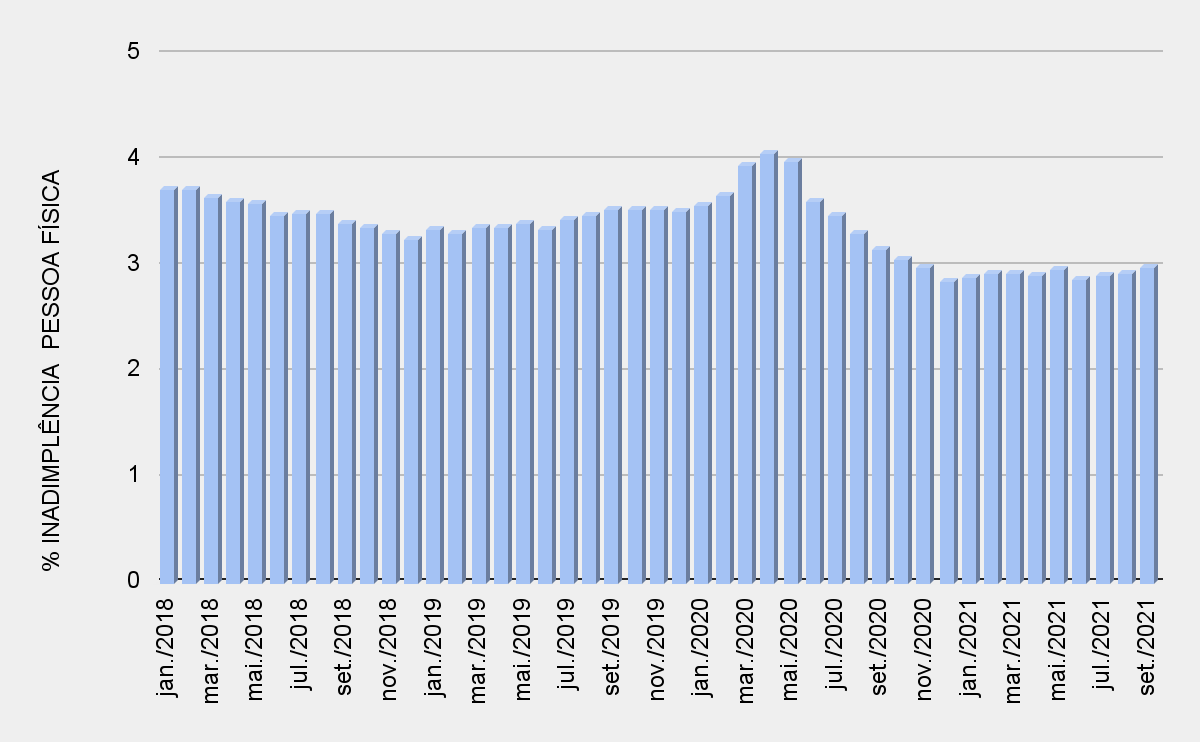 % INADIMPLÊNCIA  PESSOA FÍSICA
5
4
3
2
1
0
jan./2018
mar./2018
mai./2018
jul./2018
set./2018
nov./2018
jan./2019
mar./2019
mai./2019
jul./2019
set./2019
nov./2019
jan./2020
mar./2020
mai./2020
jul./2020
set./2020
nov./2020
jan./2021
mar./2021
mai./2021
jul./2021
set./2021